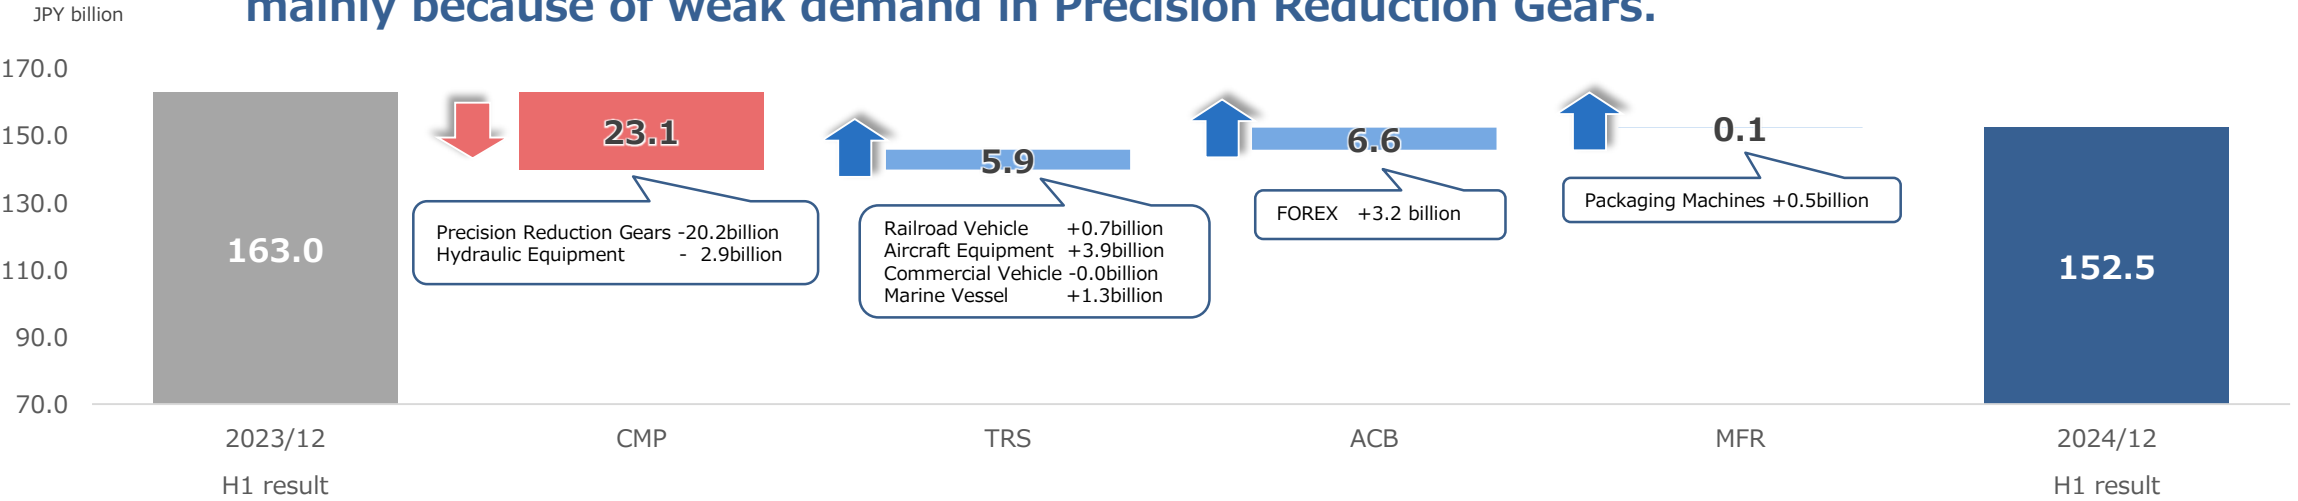 mainly because of weak demand in Precision Reduction Gears.
JPY billion
170.0
150.0
130.0
110.0
90.0
70.0
163.0
23.1
Precision Reduction Gears -20.2billion
Hydraulic Equipment - 2.9billion
5.9
Railroad Vehicle +0.7billion
Aircraft Equipment +3.9billion
Commercial Vehicle -0.0billion
Marine Vessel +1.3billion
6.6
FOREX +3.2 billion
0.1
Packaging Machines +0.5billion
152.5
2023/12
H1 result
CMP
TRS
ACB
MFR
2024/12
H1 result